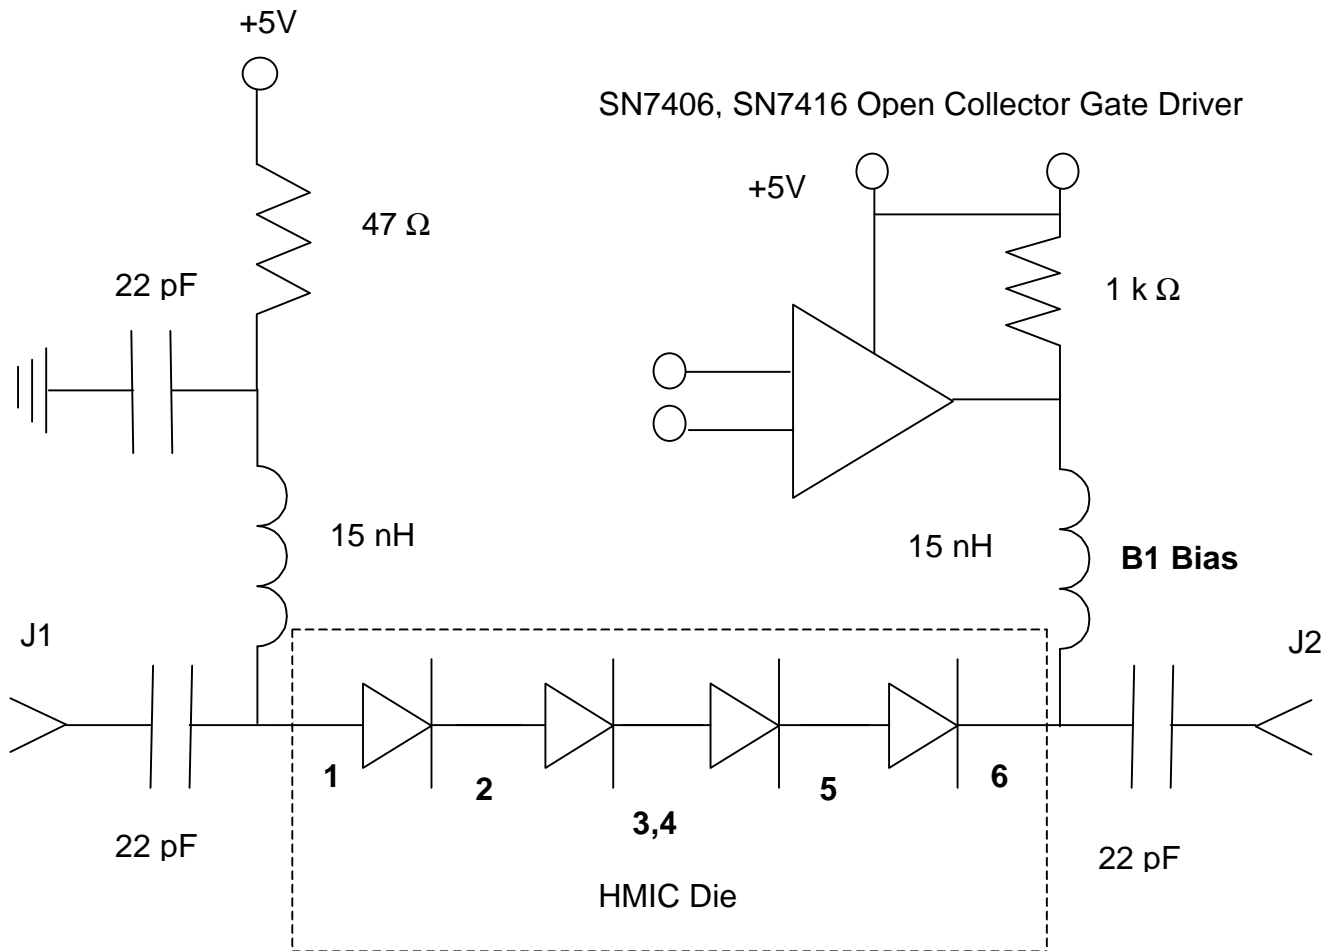 +5V
SN7406, SN7416 Open Collector Gate Driver
+5V
47 Ω
22 pF
1 k Ω
15 nH
15 nH
B1 Bias
J1
J2
1
2
5
6
3,4
22 pF
22 pF
HMIC Die